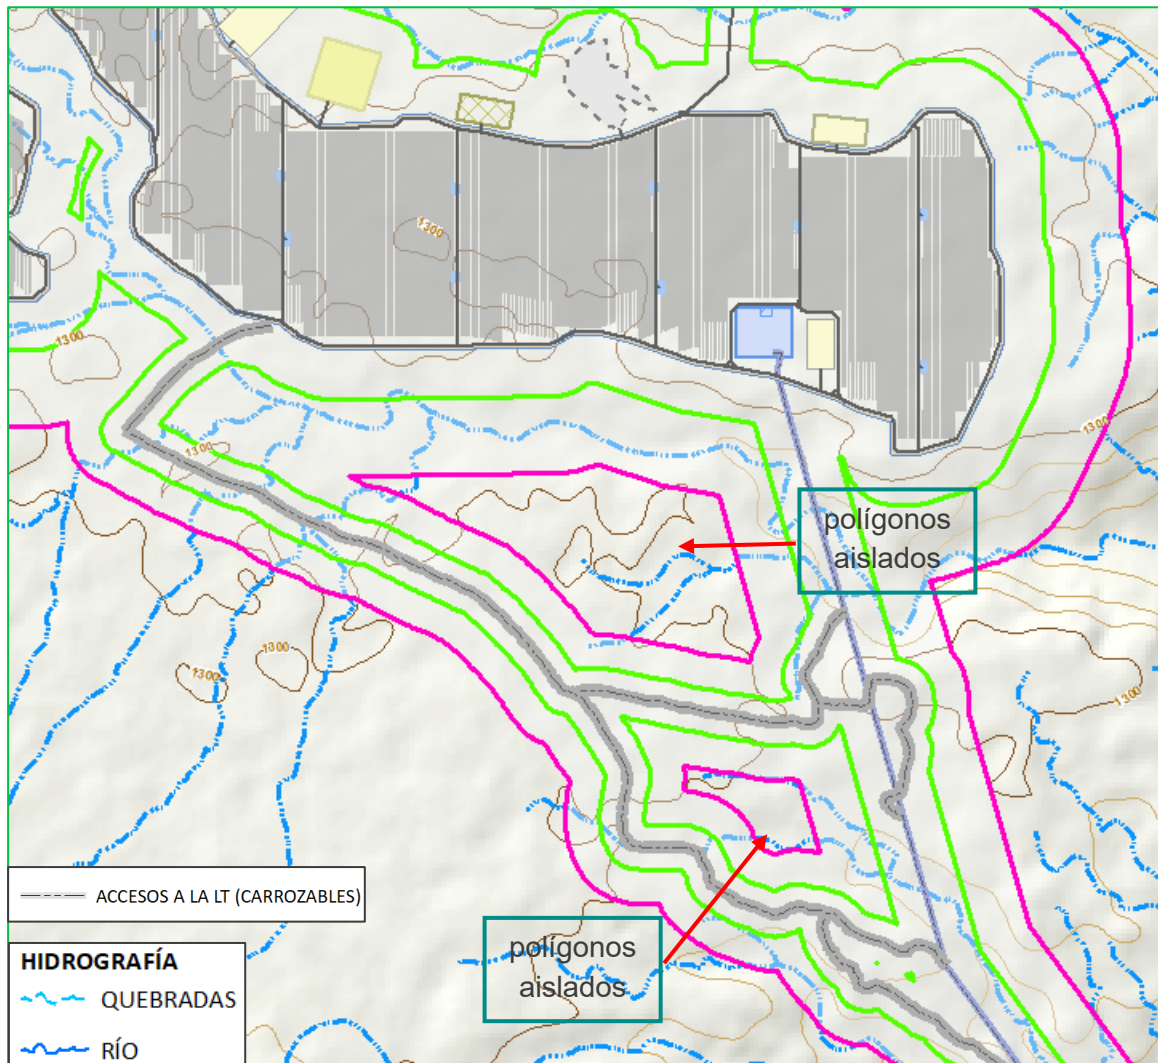 1300
1300
1300
1300
polígonos
aislados
1300
1300
1300
ACCESOS A LA LT (CARROZABLES)
polígonos
aislados
HIDROGRAFÍA
QUEBRADAS
RÍO